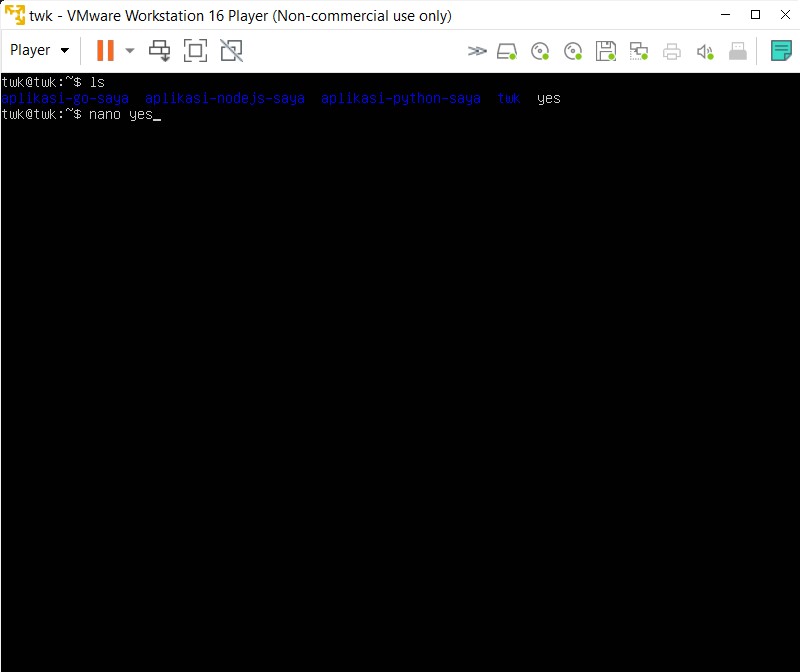 twk - VMware Workstation 16 Player (Non-commercial use only)
Player
twk@twk:~$ ls
aplikasi-go-saya  aplikasi-nodejs-saya  aplikasi-python-saya  twk  yes
twk@twk:~$ nano yes_